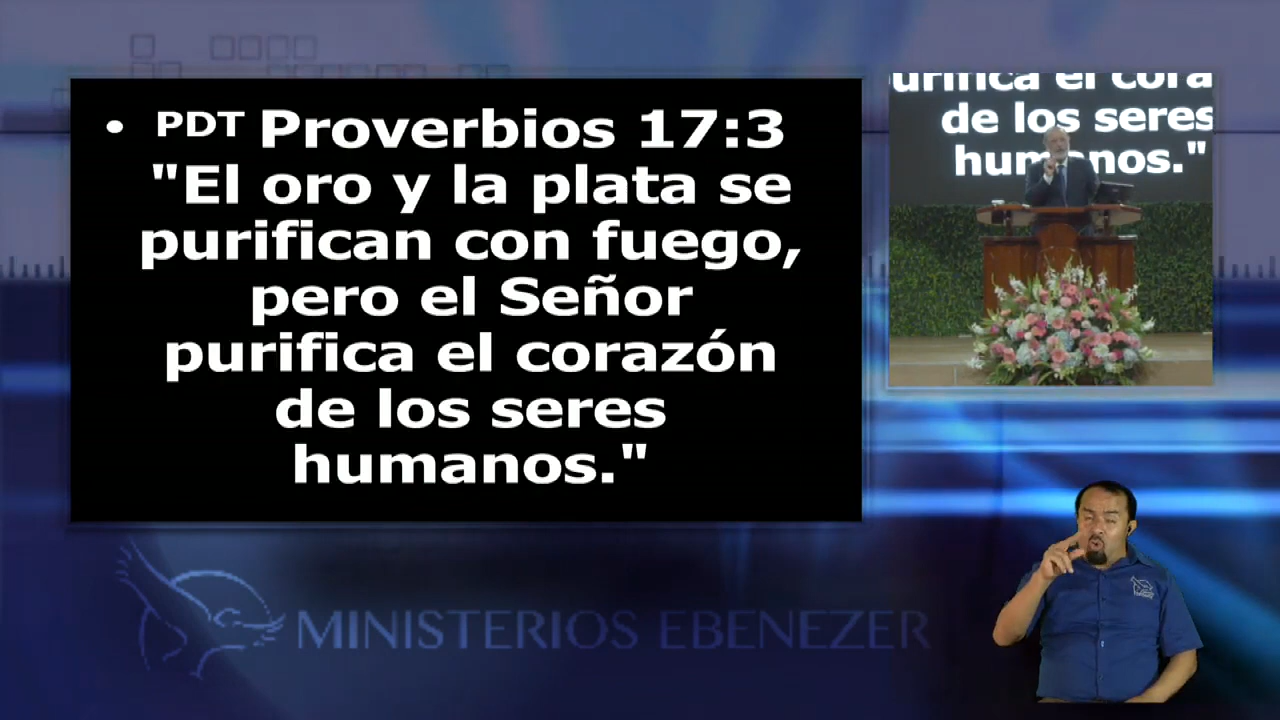 • PDT Proverbios 17:3
"El oro y la plata se
purifican con fuego,
pero el Señor
purifica el corazón
de los seres
humanos."
urifica el cora
de los seres
humanos."
MINISTERIOS EBENEZER